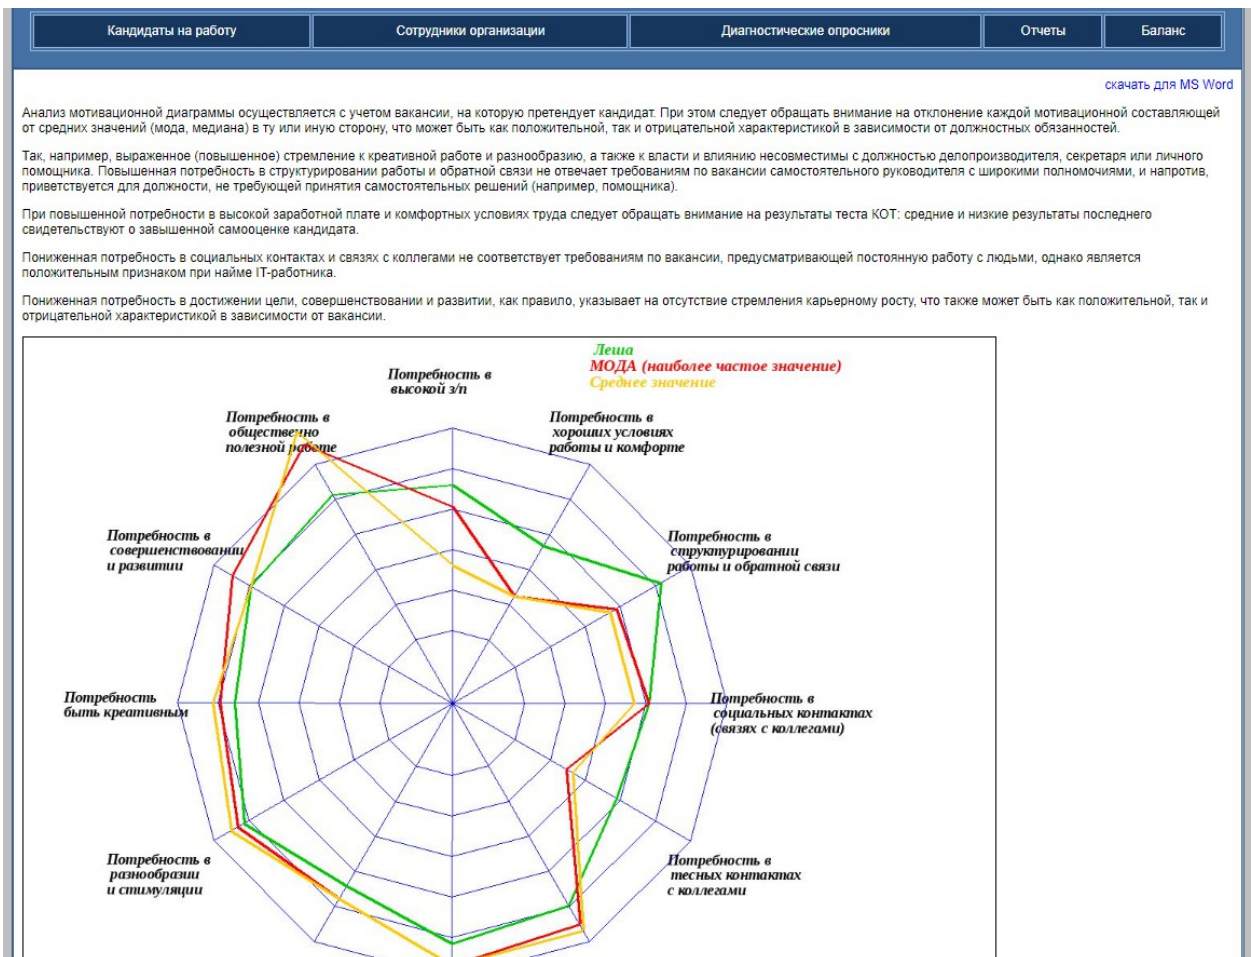 Кандидаты на работу
Сотрудники организации
Диагностические опросники
Отчеты
Баланс
скачать для MS Word
Анализ мотивационной диаграммы осуществляется с учетом вакансии, на которую претендует кандидат. При этом следует обращать внимание на отклонение каждой мотивационной составляющей
от средних значений (мода, медиана) в ту или иную сторону, что может быть как положительной, так и отрицательной характеристикой в зависимости от должностных обязанностей.
Так, например, выраженное (повышенное) стремление к креативной работе и разнообразию, а также к власти и влиянию несовместимы с должностью делопроизводителя, секретаря или личного
помощника. Повышенная потребность в структурировании работы и обратной связи не отвечает требованиям по вакансии самостоятельного руководителя с широкими полномочиями, и напротив,
приветствуется для должности, не требующей принятия самостоятельных решений (например, помощника).
При повышенной потребности в высокой заработной плате и комфортных условиях труда следует обращать внимание на результаты теста КОТ: средние и низкие результаты последнего
свидетельствуют о завышенной самооценке кандидата.
Пониженная потребность в социальных контактах и связях с коллегами не соответствует требованиям по вакансии, предусматривающей постоянную работу с людьми, однако является
положительным признаком при найме IT-работника.
Пониженная потребность в достижении цели, совершенствовании и развитии, как правило, указывает на отсутствие стремления карьерному росту, что также может быть как положительной, так и
отрицательной характеристикой в зависимости от вакансии.
Леша
МОДА (наиболее частое значение)
Среднее значение
Потребность в
высокой з/п
Потребность в
общественно
полезной работе
Потребность в
хороших условиях
работы и комфорте
Потребность в
совершенствовании
и развитии
Потребность в
структурировании
работы и обратной связи
Потребность
быть креативным
Потребность в
социальных контактах
(связях с коллегами)
Потребность в
разнообразии
и стимуляции
Потребность в
тесных контактах
с коллегами